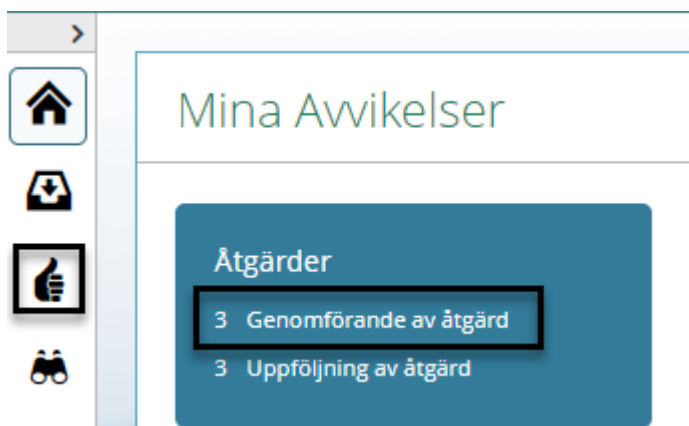 Mina Avvikelser
Åtgärder
3 Genomförande av åtgärd
3 Uppföljning av åtgärd